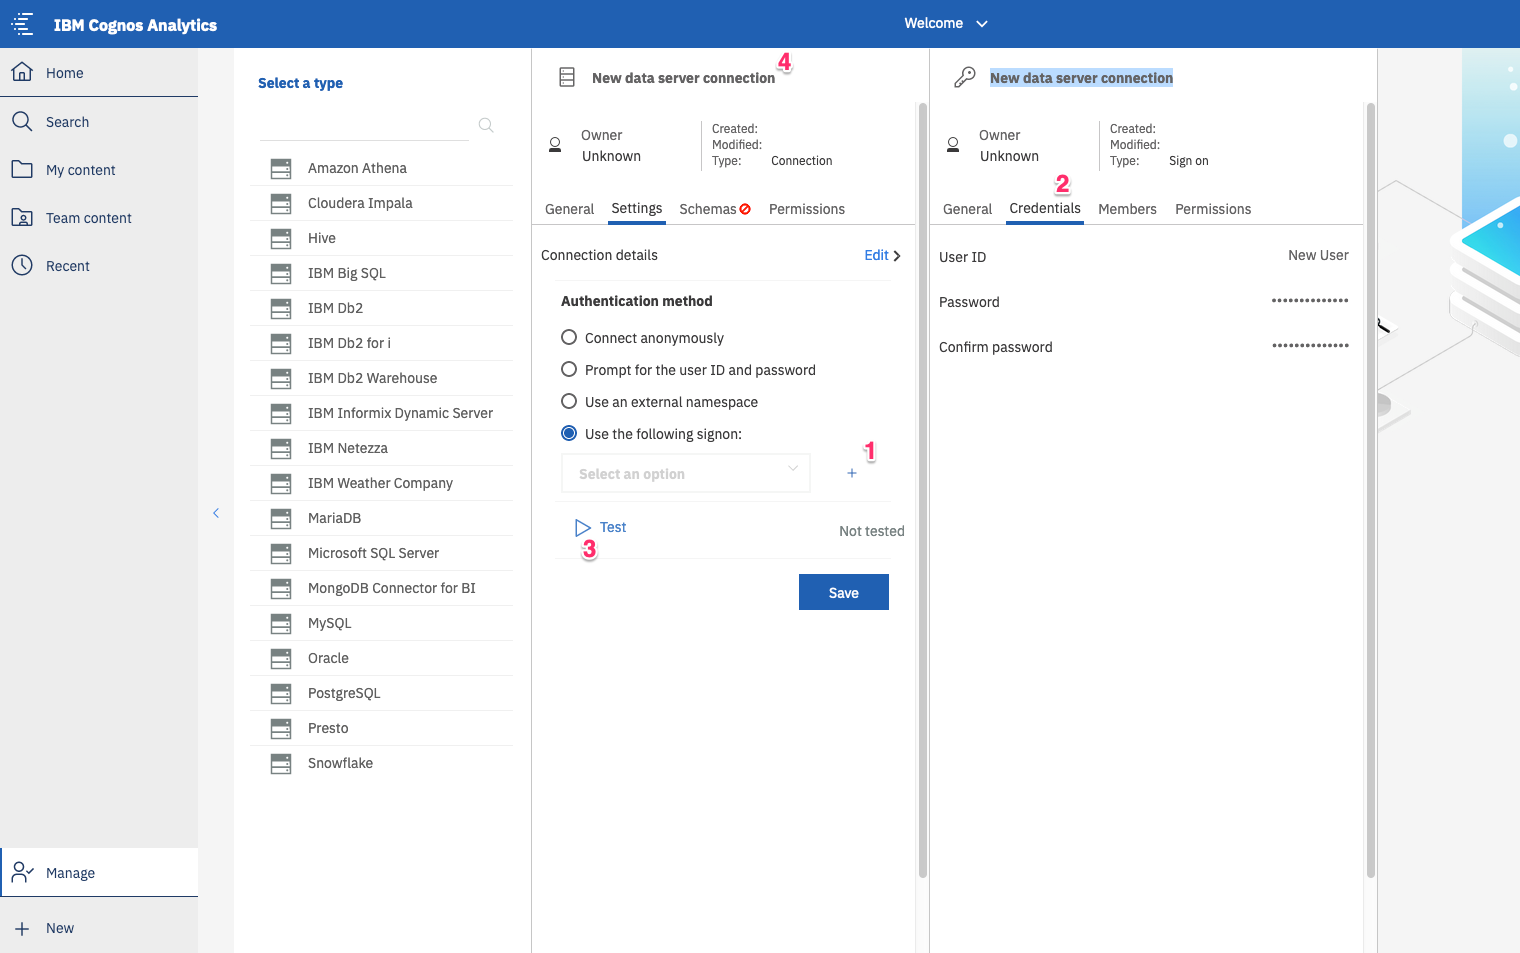 IBM Cognos Analytics
Welcome
Home
Search
My content
Team content
Recent
Manage
New
Select a type
Amazon Athena
Cloudera Impala
Hive
IBM Big SQL
IBM Db2
IBM Db2 for i
IBM Db2 Warehouse
IBM Informix Dynamic Server
IBM Netezza
IBM Weather Company
MariaDB
Microsoft SQL Server
MongoDB Connector for BI
MySQL
Oracle
PostgreSQL
Presto
Snowflake
New data server connection 4
Owner
Unknown
Created:
Modified:
Type: Connection
General Settings Schemas Permissions
Connection details Edit
Authentication method
Connect anonymously
Prompt for the user ID and password
Use an external namespace
Use the following signon:
1
Select an option +
Test Not tested
3
Save
New data server connection
Owner
Unknown
Created:
Modified:
Type: Sign on
2
General Credentials Members Permissions
User ID New User
Password ••••••••••••••
Confirm password ••••••••••••••